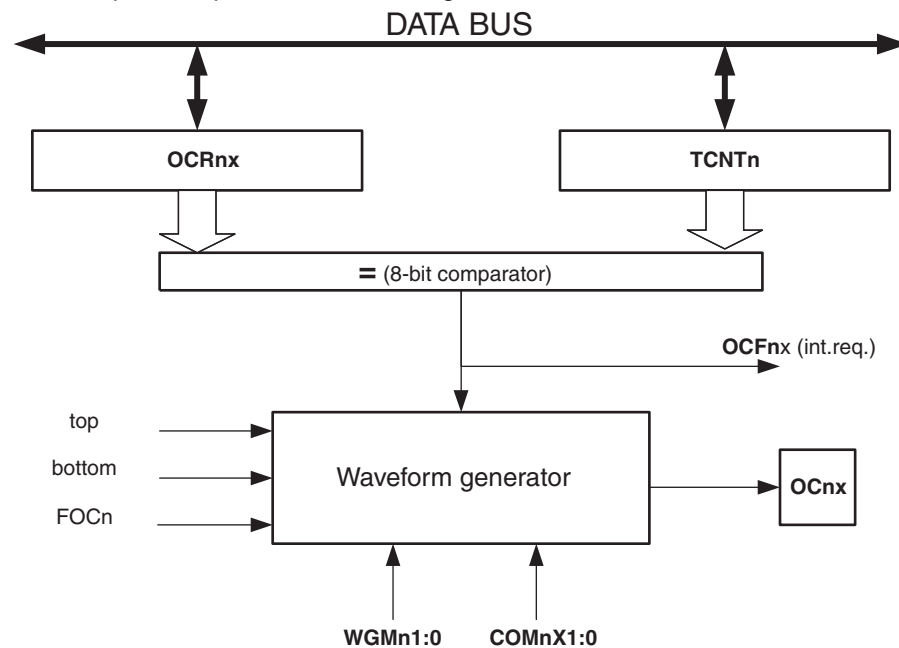 DATA BUS
OCRnx
TCNTn
= (8-bit comparator)
OCFnx (int.req.)
top
bottom
FOCn
Waveform generator
OCnx
WGMn1:0
COMnX1:0